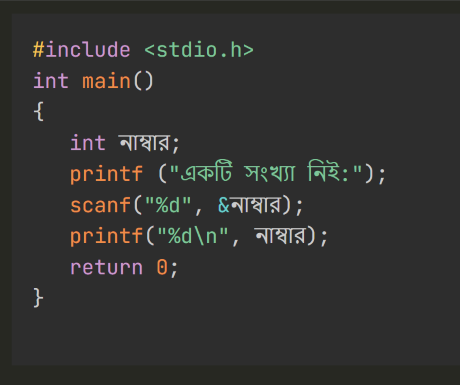 #include <stdio.h>
int main()
{
int নাম্বার;
printf ("একটি সংখ্যা নিই:");
scanf("%d", &নাম্বার);
printf("%d\n", নাম্বার);
return 0;
}